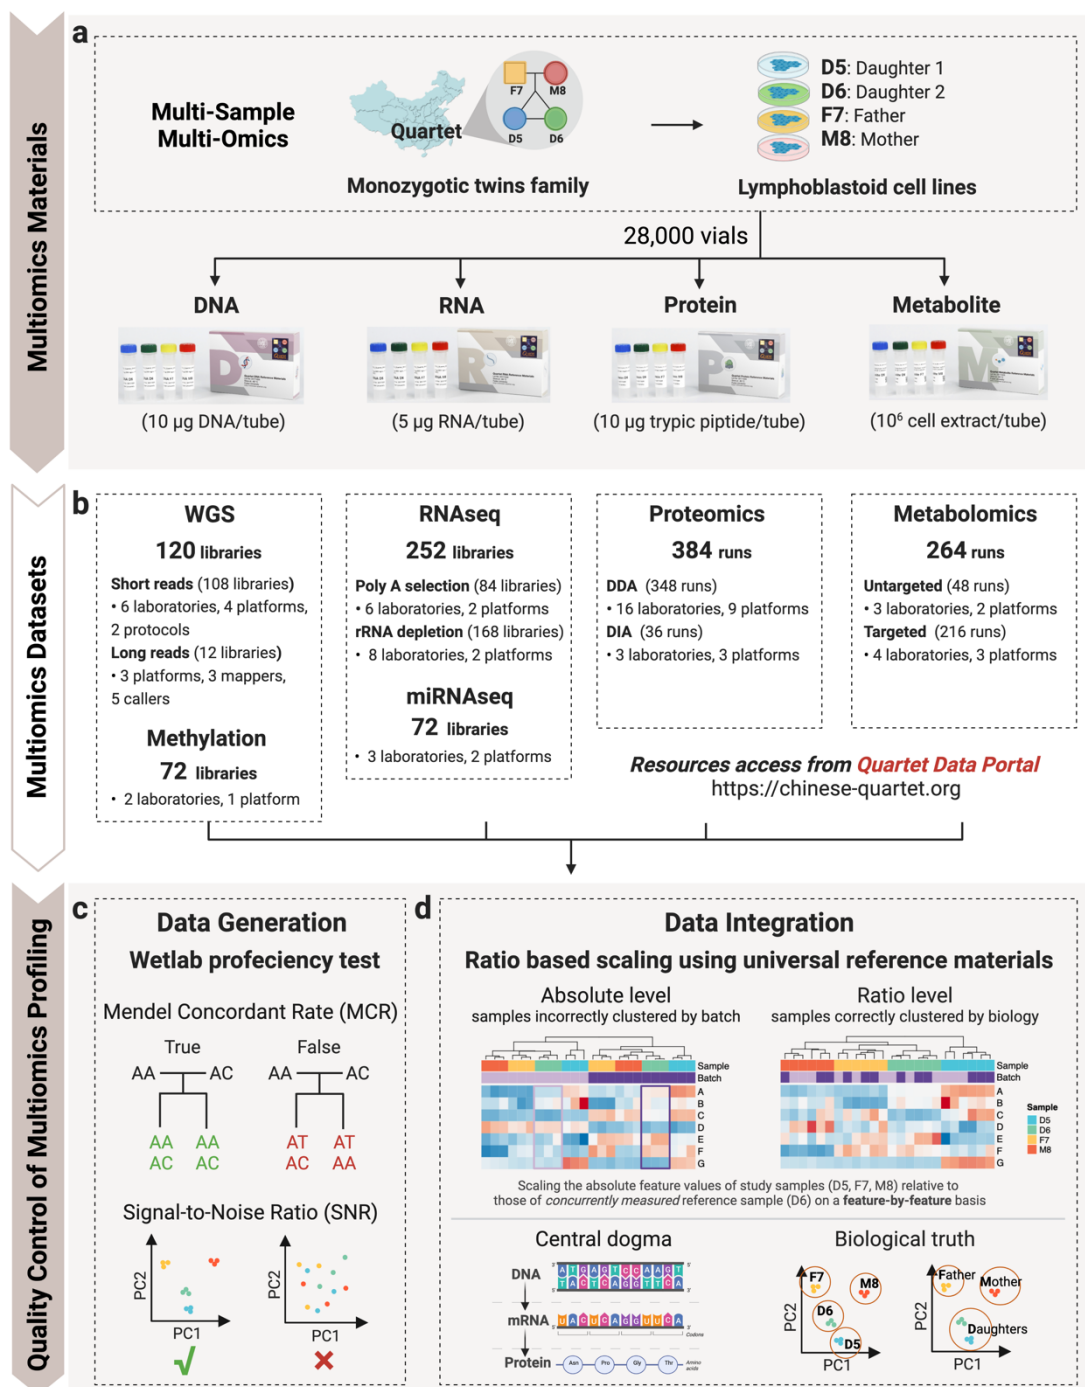 Multiomics Materials
a
Multi-Sample
Multi-Omics
Quartet
F7
M8
D5
D6
Monozygotic twins family
D5: Daughter 1
D6: Daughter 2
F7: Father
M8: Mother
Lymphoblastoid cell lines
28,000 vials
DNA
RNA
Protein
Metabolite
D
R
P
M
(10 µg DNA/tube)
(5 µg RNA/tube)
(10 µg trypic piptide/tube)
(10⁶ cell extract/tube)
Multiomics Datasets
b
WGS
120 libraries
Short reads (108 libraries)
• 6 laboratories, 4 platforms,
2 protocols
Long reads (12 libraries)
• 3 platforms, 3 mappers,
5 callers
Methylation
72 libraries
• 2 laboratories, 1 platform
RNAseq
252 libraries
Poly A selection (84 libraries)
• 6 laboratories, 2 platforms
rRNA depletion (168 libraries)
• 8 laboratories, 2 platforms
miRNAseq
72 libraries
• 3 laboratories, 2 platforms
Proteomics
384 runs
DDA (348 runs)
• 16 laboratories, 9 platforms
DIA (36 runs)
• 3 laboratories, 3 platforms
Metabolomics
264 runs
Untargeted (48 runs)
• 3 laboratories, 2 platforms
Targeted (216 runs)
• 4 laboratories, 3 platforms
Resources access from Quartet Data Portal
https://chinese-quartet.org
Quality Control of Multiomics Profiling
c
Data Generation
Wetlab profeciency test
Mendel Concordant Rate (MCR)
True
False
AA AC
AA AC
AA AA
AC AC
AT AT
AC AA
Signal-to-Noise Ratio (SNR)
PC2
PC1
PC2
PC1
d
Data Integration
Ratio based scaling using universal reference materials
Absolute level
samples incorrectly clustered by batch
Sample
Batch
A
B
C
D
E
F
G
Ratio level
samples correctly clustered by biology
Sample
Batch
A
B
C
D
E
F
G
Sample
D5
D6
F7
M8
Scaling the absolute feature values of study samples (D5, F7, M8) relative to
those of concurrently measured reference sample (D6) on a feature-by-feature basis
Central dogma
DNA
5' A T G A G T C C A A G T 3'
3' T A C T C A G G T T C A 5'
mRNA
5' U A C U C A G G U U C A 3'
Codons
Protein
Asn Pro Gly Thr
Amino
acids
Biological truth
F7
M8
D6
D5
PC2
PC1
Father
Mother
Daughters
PC2
PC1